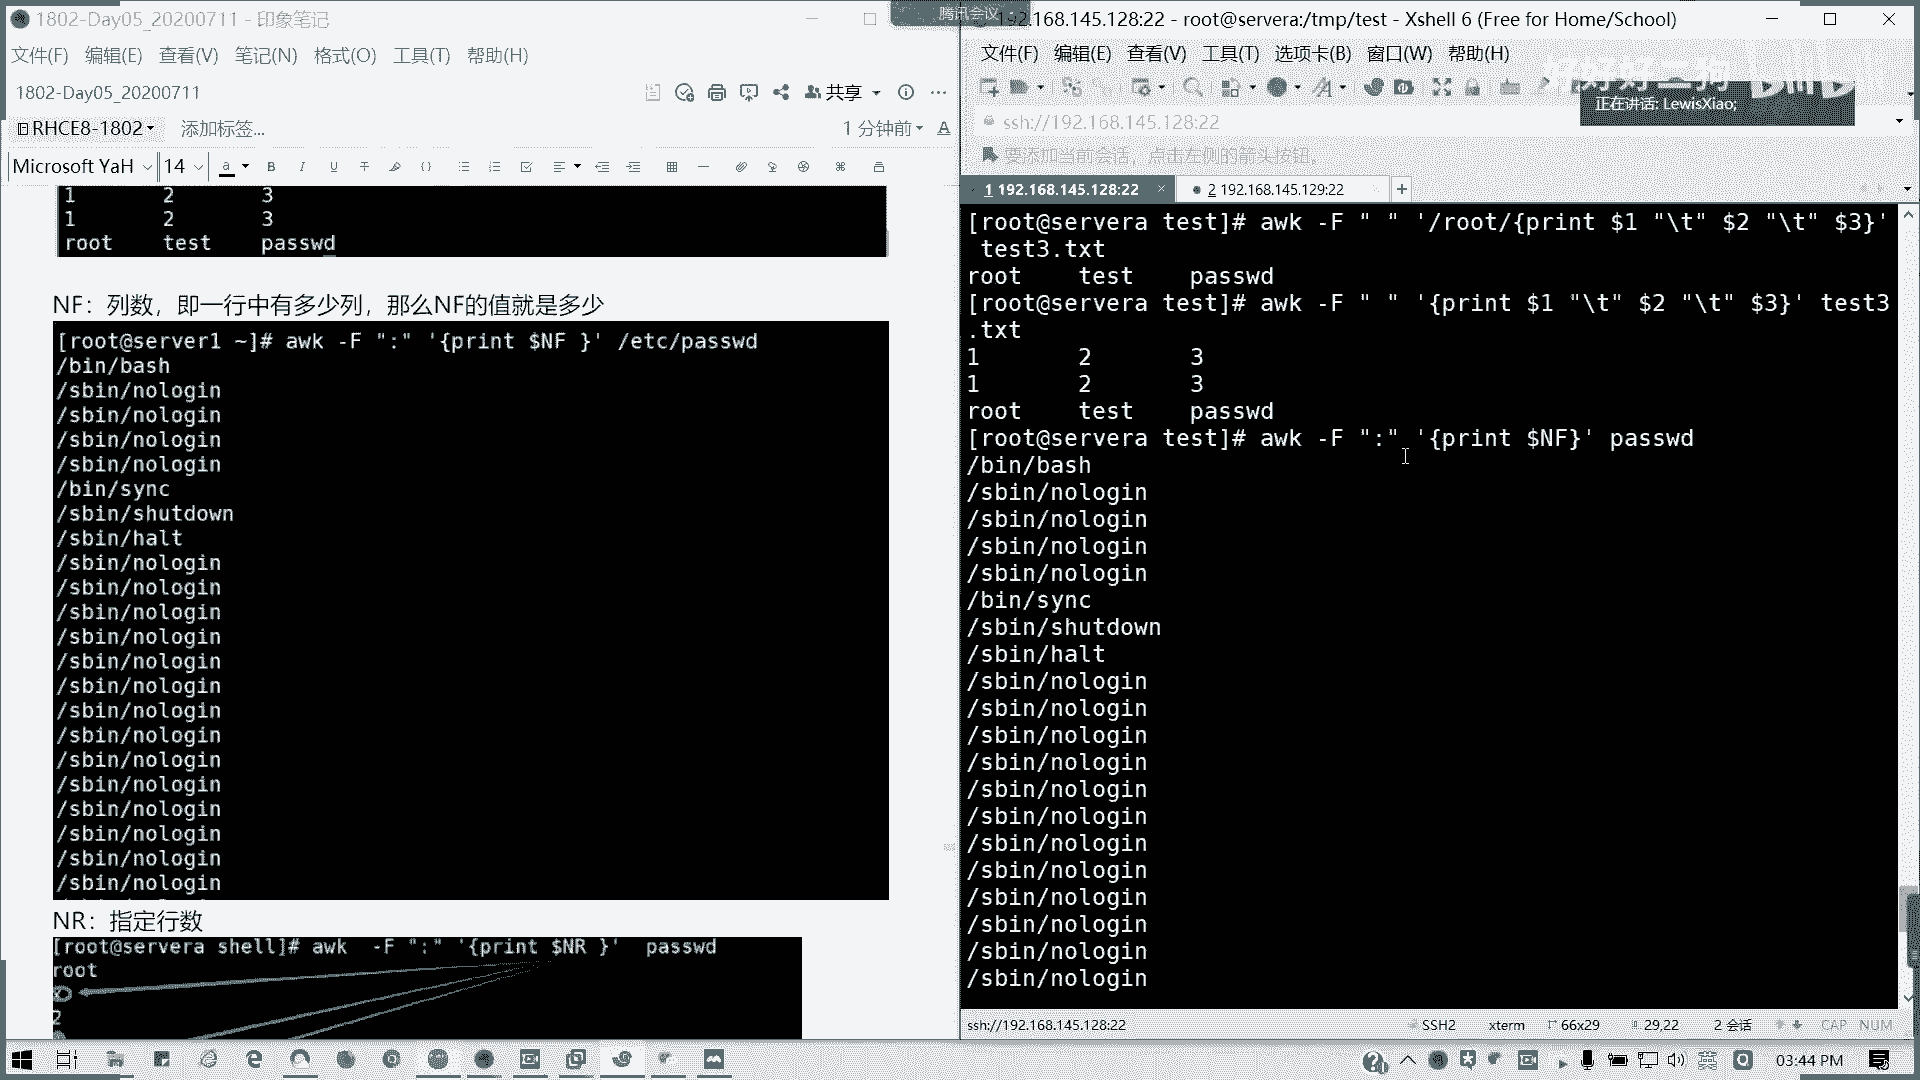 1802-Day05_20200711 - 印象笔记
文件(F) 编辑(E) 查看(V) 笔记(N) 格式(O) 工具(T) 帮助(H)
1802-Day05_20200711
共享
RHCE8-1802
添加标签...
1 分钟前
Microsoft YaH 14
1 2 3
1 2 3
root test passwd
NF：列数，即一行中有多少列，那么NF的值就是多少
[root@server1 ~]# awk -F ":" '{print $NF }' /etc/passwd
/bin/bash
/sbin/nologin
/sbin/nologin
/sbin/nologin
/sbin/nologin
/bin/sync
/sbin/shutdown
/sbin/halt
/sbin/nologin
/sbin/nologin
/sbin/nologin
/sbin/nologin
/sbin/nologin
/sbin/nologin
/sbin/nologin
/sbin/nologin
/sbin/nologin
/sbin/nologin
/sbin/nologin
/sbin/nologin
/sbin/nologin
/sbin/nologin
NR：指定行数
[root@servera shell]# awk -F ":" '{print $NR }' passwd
root
x
2
腾讯会议
192.168.145.128:22 - root@servera:/tmp/test - Xshell 6 (Free for Home/School)
文件(F) 编辑(E) 查看(V) 工具(T) 选项卡(B) 窗口(W) 帮助(H)
正在讲话: LewisXiao;
ssh://192.168.145.128:22
要添加当前会话，点击左侧的箭头按钮。
1 192.168.145.128:22
2 192.168.145.129:22
[root@servera test]# awk -F " " '/root/{print $1 "\t" $2 "\t" $3}'
test3.txt
root test passwd
[root@servera test]# awk -F " " '{print $1 "\t" $2 "\t" $3}' test3
.txt
1 2 3
1 2 3
root test passwd
[root@servera test]# awk -F ":" '{print $NF}' passwd
/bin/bash
/sbin/nologin
/sbin/nologin
/sbin/nologin
/sbin/nologin
/bin/sync
/sbin/shutdown
/sbin/halt
/sbin/nologin
/sbin/nologin
/sbin/nologin
/sbin/nologin
/sbin/nologin
/sbin/nologin
/sbin/nologin
/sbin/nologin
/sbin/nologin
/sbin/nologin
/sbin/nologin
/sbin/nologin
ssh://192.168.145.128:22
SSH2
xterm
66x29
29,22
2 会话
CAP NUM
英
03:44 PM